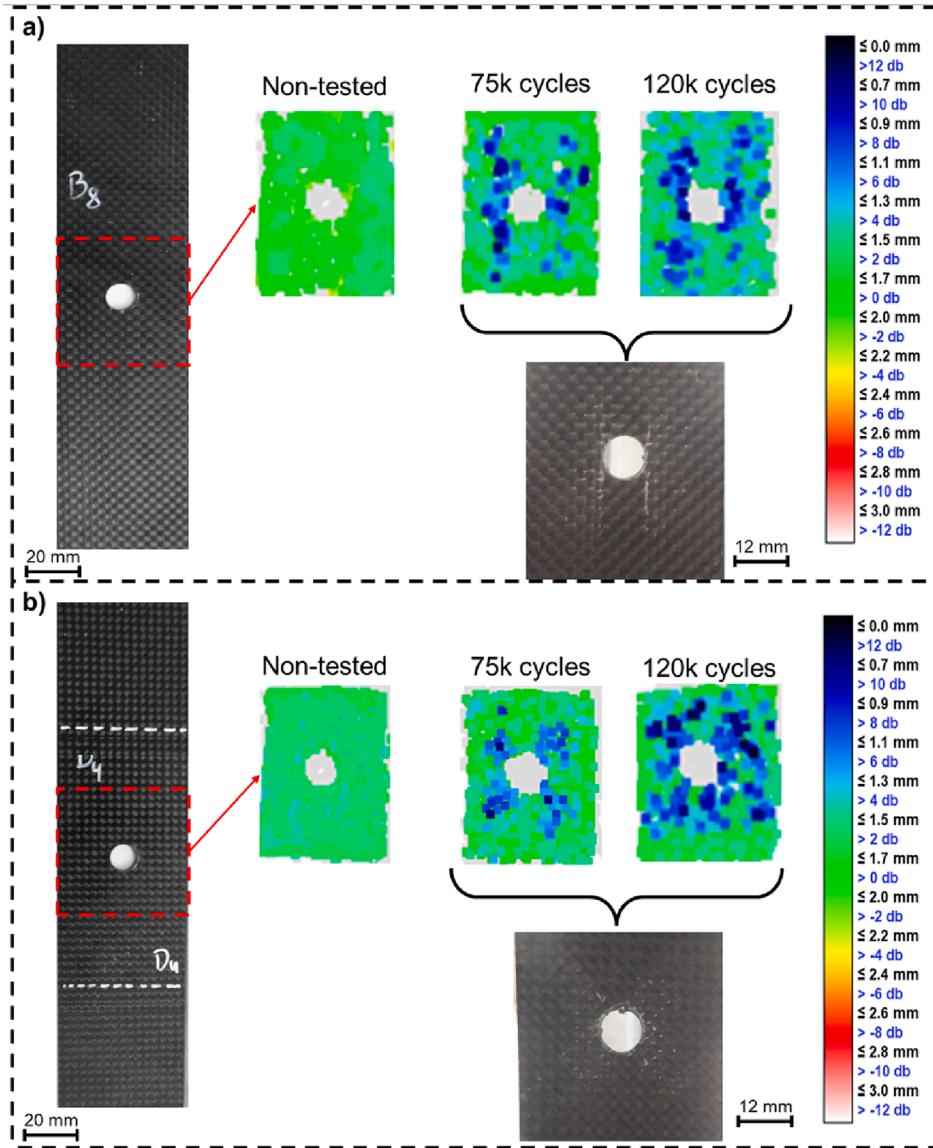 a)
B8
Non-tested
75k cycles
120k cycles
20 mm
12 mm
≤ 0.0 mm
>12 db
≤ 0.7 mm
> 10 db
≤ 0.9 mm
> 8 db
≤ 1.1 mm
> 6 db
≤ 1.3 mm
> 4 db
≤ 1.5 mm
> 2 db
≤ 1.7 mm
> 0 db
≤ 2.0 mm
> -2 db
≤ 2.2 mm
> -4 db
≤ 2.4 mm
> -6 db
≤ 2.6 mm
> -8 db
≤ 2.8 mm
> -10 db
≤ 3.0 mm
> -12 db
b)
D4
D4
Non-tested
75k cycles
120k cycles
20 mm
12 mm
≤ 0.0 mm
>12 db
≤ 0.7 mm
> 10 db
≤ 0.9 mm
> 8 db
≤ 1.1 mm
> 6 db
≤ 1.3 mm
> 4 db
≤ 1.5 mm
> 2 db
≤ 1.7 mm
> 0 db
≤ 2.0 mm
> -2 db
≤ 2.2 mm
> -4 db
≤ 2.4 mm
> -6 db
≤ 2.6 mm
> -8 db
≤ 2.8 mm
> -10 db
≤ 3.0 mm
> -12 db